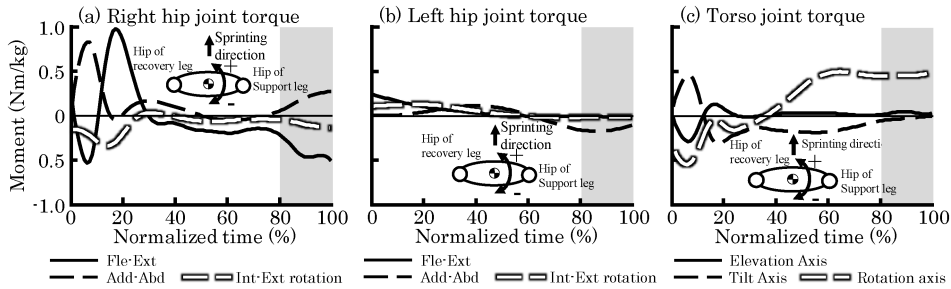 (a) Right hip joint torque
(b) Left hip joint torque
(c) Torso joint torque
Moment (Nm/kg)
1.0
0.5
0
0.5
-1.0
Hip of
recovery leg
Sprinting
direction
+
-
Hip of
Support leg
0 20 40 60 80 100
Normalized time (%)
Fle-Ext
Add-Abd Int-Ext rotation
Hip of
recovery leg
Sprinting
direction
+
-
Hip of
Support leg
0 20 40 60 80 100
Normalized time (%)
Fle-Ext
Add-Abd Int-Ext rotation
Hip of
recovery leg
Sprinting directi
+
-
Hip of
Support leg
0 20 40 60 80 100
Normalized time (%)
Elevation Axis
Tilt Axis Rotation axis